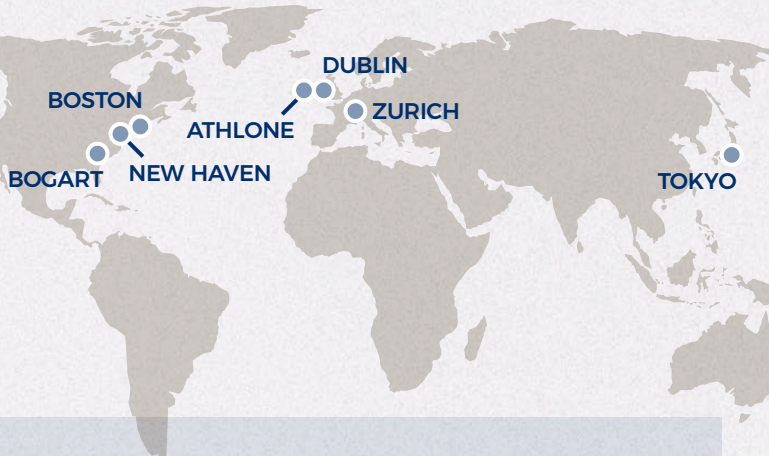 DUBLIN
BOSTON
ZURICH
ATHLONE
BOGART
NEW HAVEN
TOKYO